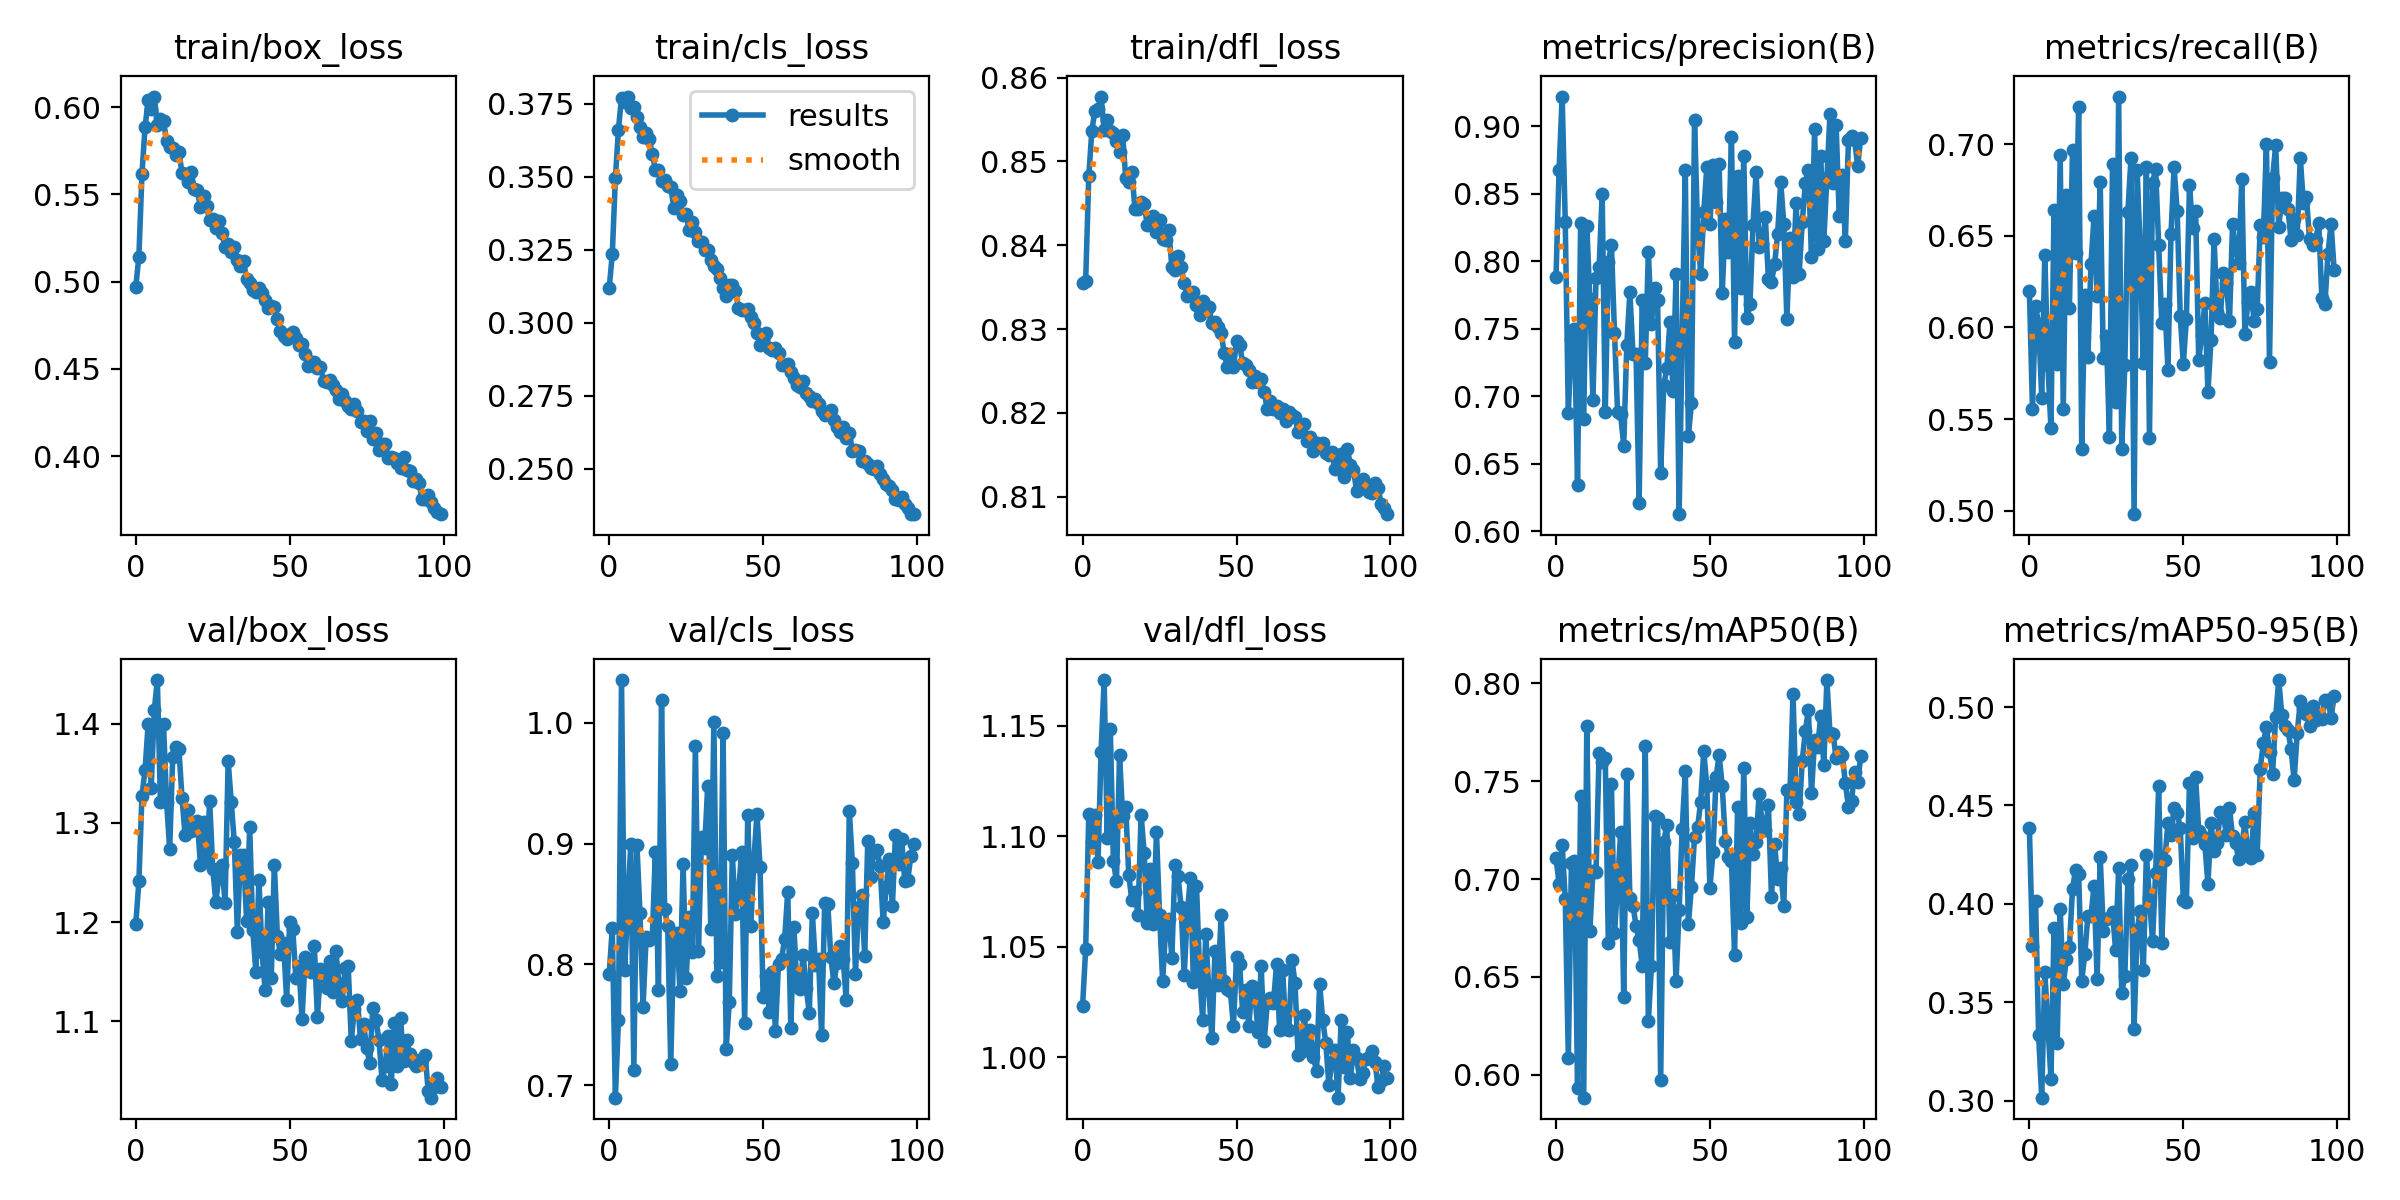 train/box_loss
0.60
0.55
0.50
0.45
0.40
0 50 100
train/cls_loss
results
smooth
0.375
0.350
0.325
0.300
0.275
0.250
0 50 100
train/dfl_loss
0.86
0.85
0.84
0.83
0.82
0.81
0 50 100
metrics/precision(B)
0.90
0.85
0.80
0.75
0.70
0.65
0.60
0 50 100
metrics/recall(B)
0.70
0.65
0.60
0.55
0.50
0 50 100
val/box_loss
1.4
1.3
1.2
1.1
0 50 100
val/cls_loss
1.0
0.9
0.8
0.7
0 50 100
val/dfl_loss
1.15
1.10
1.05
1.00
0 50 100
metrics/mAP50(B)
0.80
0.75
0.70
0.65
0.60
0 50 100
metrics/mAP50-95(B)
0.50
0.45
0.40
0.35
0.30
0 50 100